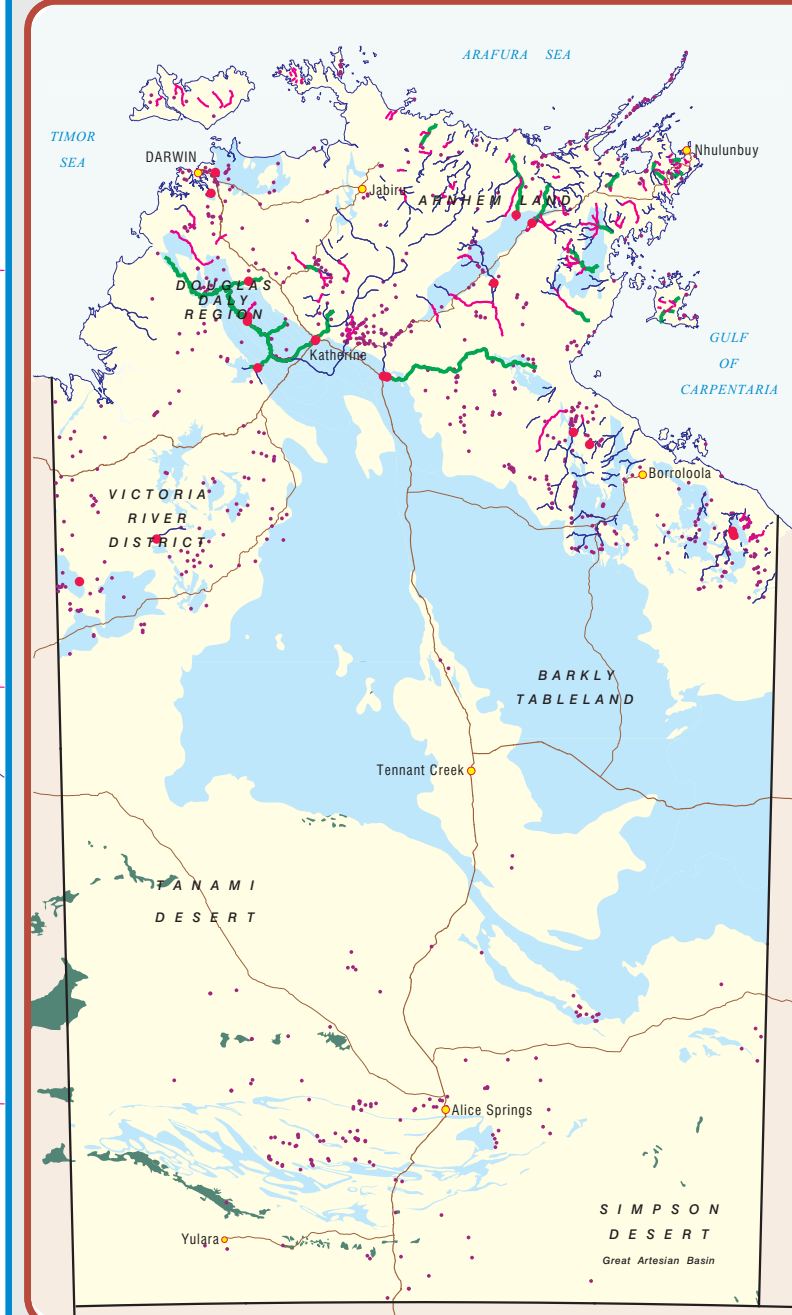 ARAFURA SEA
TIMOR
SEA
DARWIN
Nhulunbuy
Jabiru
ARNHEM LAND
DOUGLAS
DALY
REGION
Katherine
GULF
OF
CARPENTARIA
Borroloola
VICTORIA
RIVER
DISTRICT
BARKLY
TABLELAND
Tennant Creek
TANAMI
DESERT
Alice Springs
SIMPSON
DESERT
Great Artesian Basin
Yulara